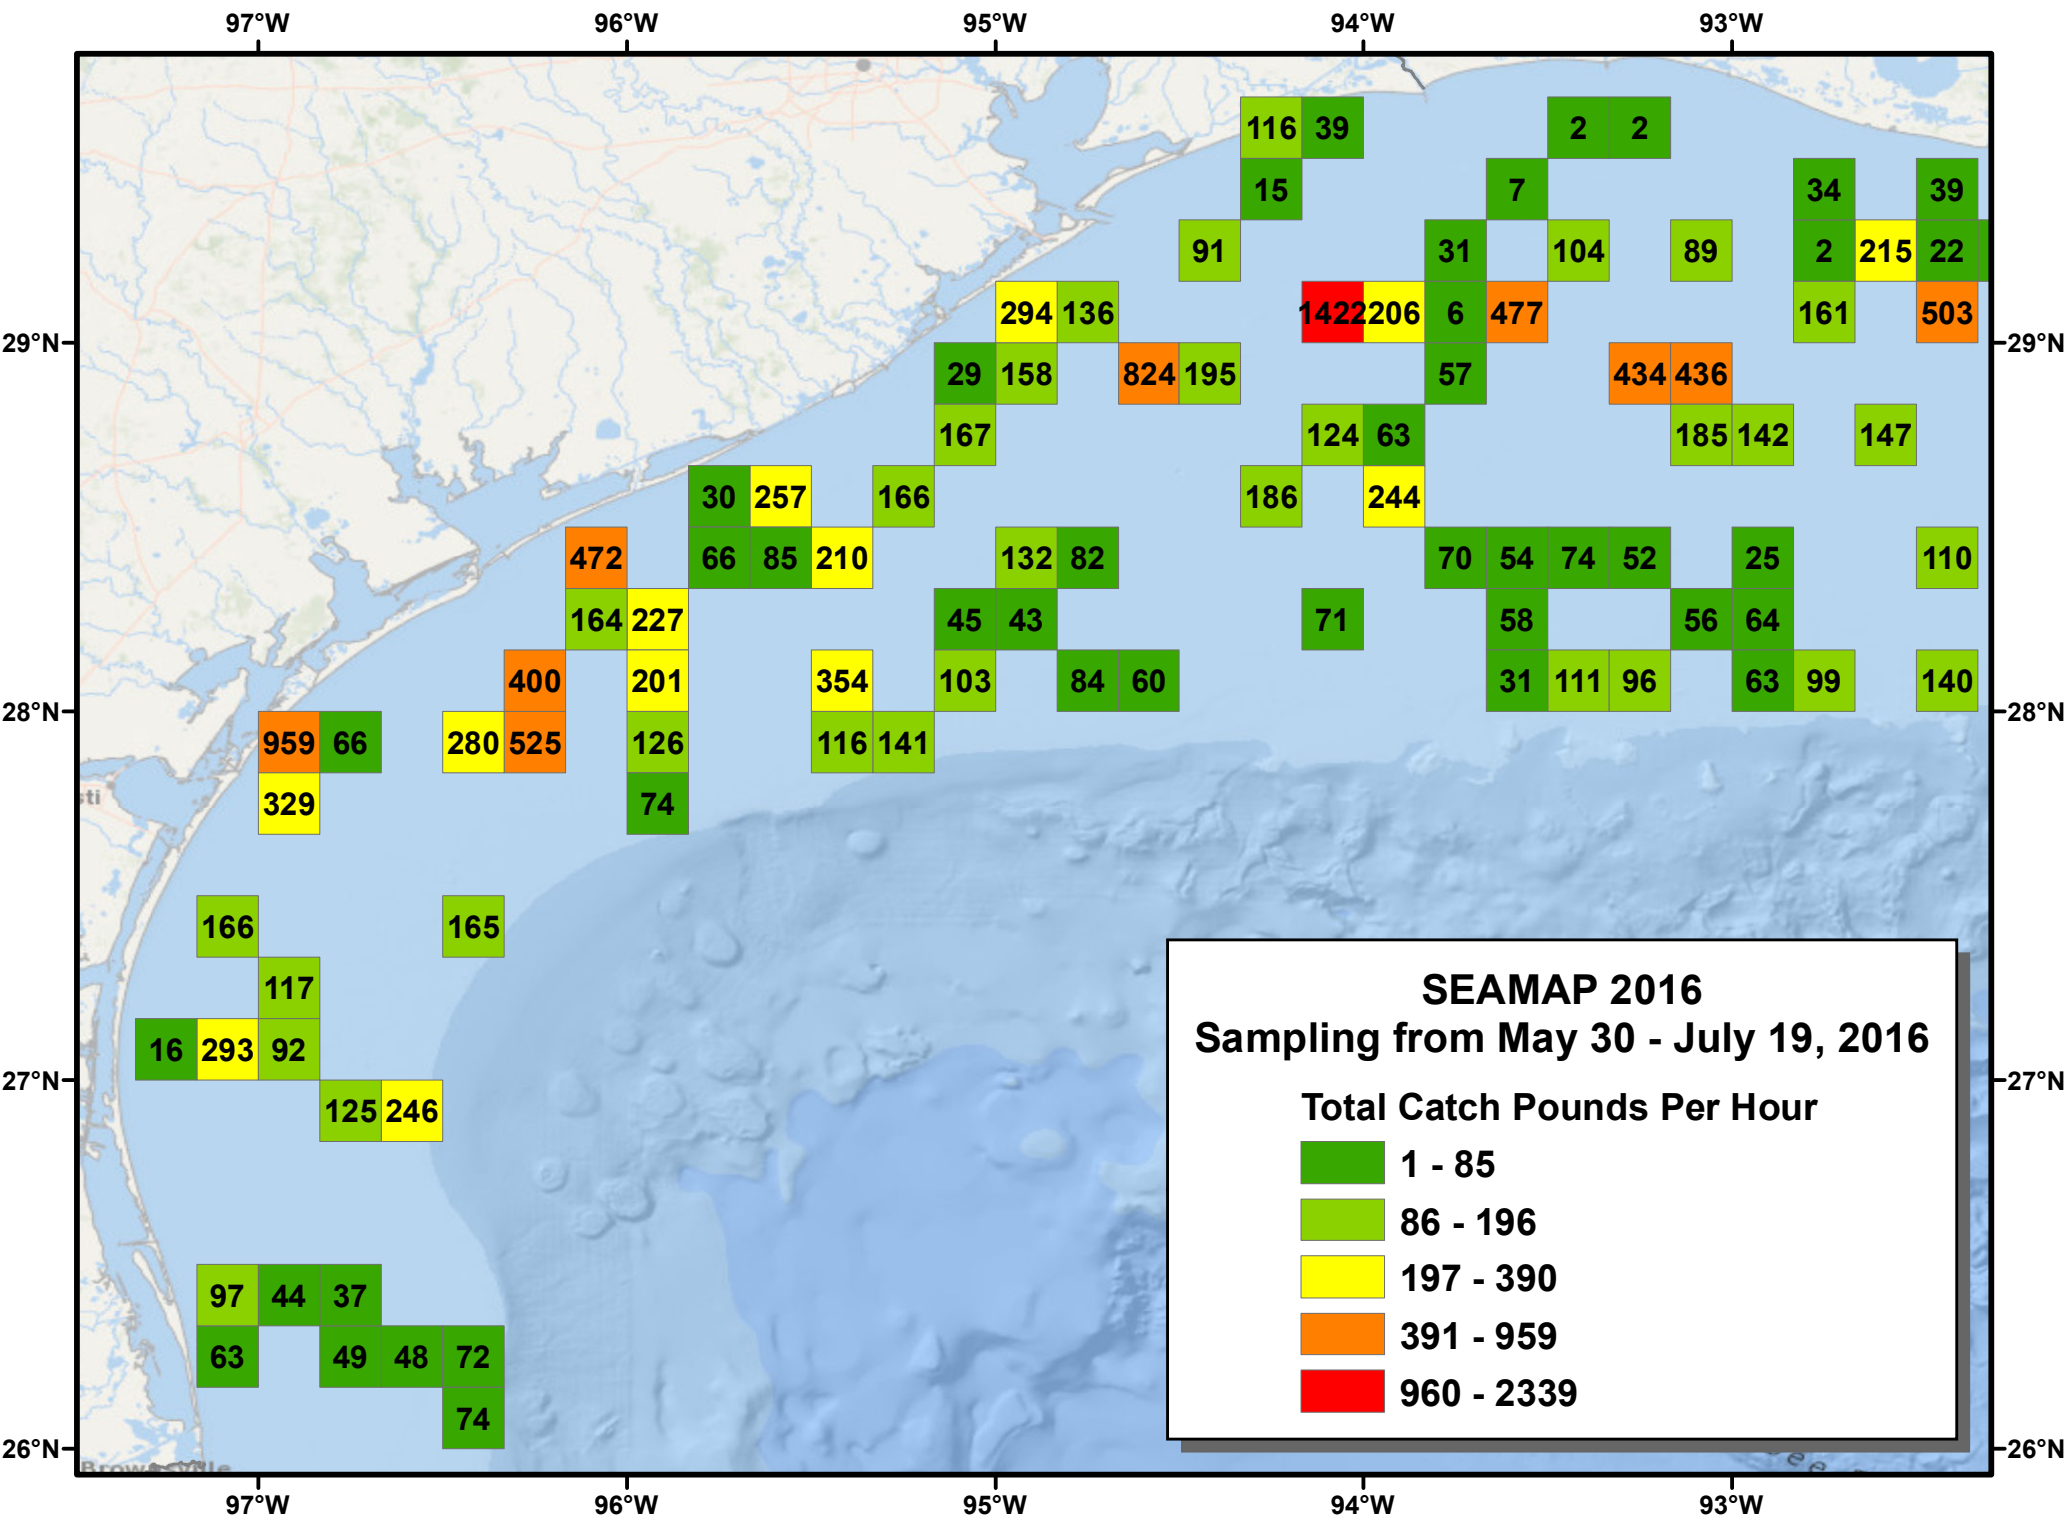 97°W 96°W 95°W 94°W 93°W
116 39 2 2
15 7 34 39
91 31 104 89 2 215 22
294 136 1422 206 6 477 161 503
29°N 29°N
29 158 824 195 57 434 436
167 124 63 185 142 147
30 257 166 186 244
472 66 85 210 132 82 70 54 74 52 25 110
164 227 45 43 71 58 56 64
400 201 354 103 84 60 31 111 96 63 99 140
28°N 28°N
959 66 280 525 126 116 141
sti
329 74
166 165
117
16 293 92
27°N 27°N
125 246
97 44 37
63 49 48 72
74
26°N 26°N
Brownsville
SEAMAP 2016
Sampling from May 30 - July 19, 2016
Total Catch Pounds Per Hour
1 - 85
86 - 196
197 - 390
391 - 959
960 - 2339
97°W 96°W 95°W 94°W 93°W